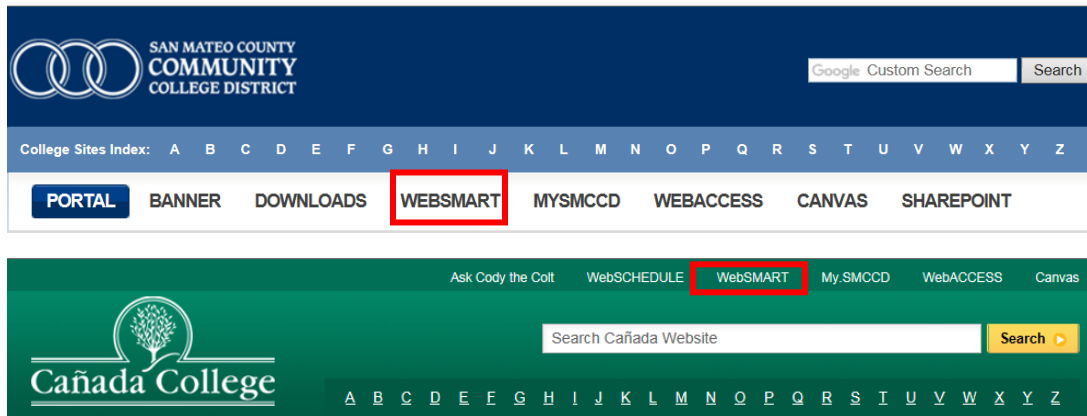 SAN MATEO COUNTY
COMMUNITY
COLLEGE DISTRICT
Google Custom Search Search
College Sites Index: A B C D E F G H I J K L M N O P Q R S T U V W X Y Z
PORTAL BANNER DOWNLOADS WEBSMART MYSMCCD WEBACCESS CANVAS SHAREPOINT
Ask Cody the Colt WebSCHEDULE WebSMART My.SMCCD WebACCESS Canvas
Search Cañada Website Search
Cañada College
A B C D E F G H I J K L M N O P Q R S T U V W X Y Z